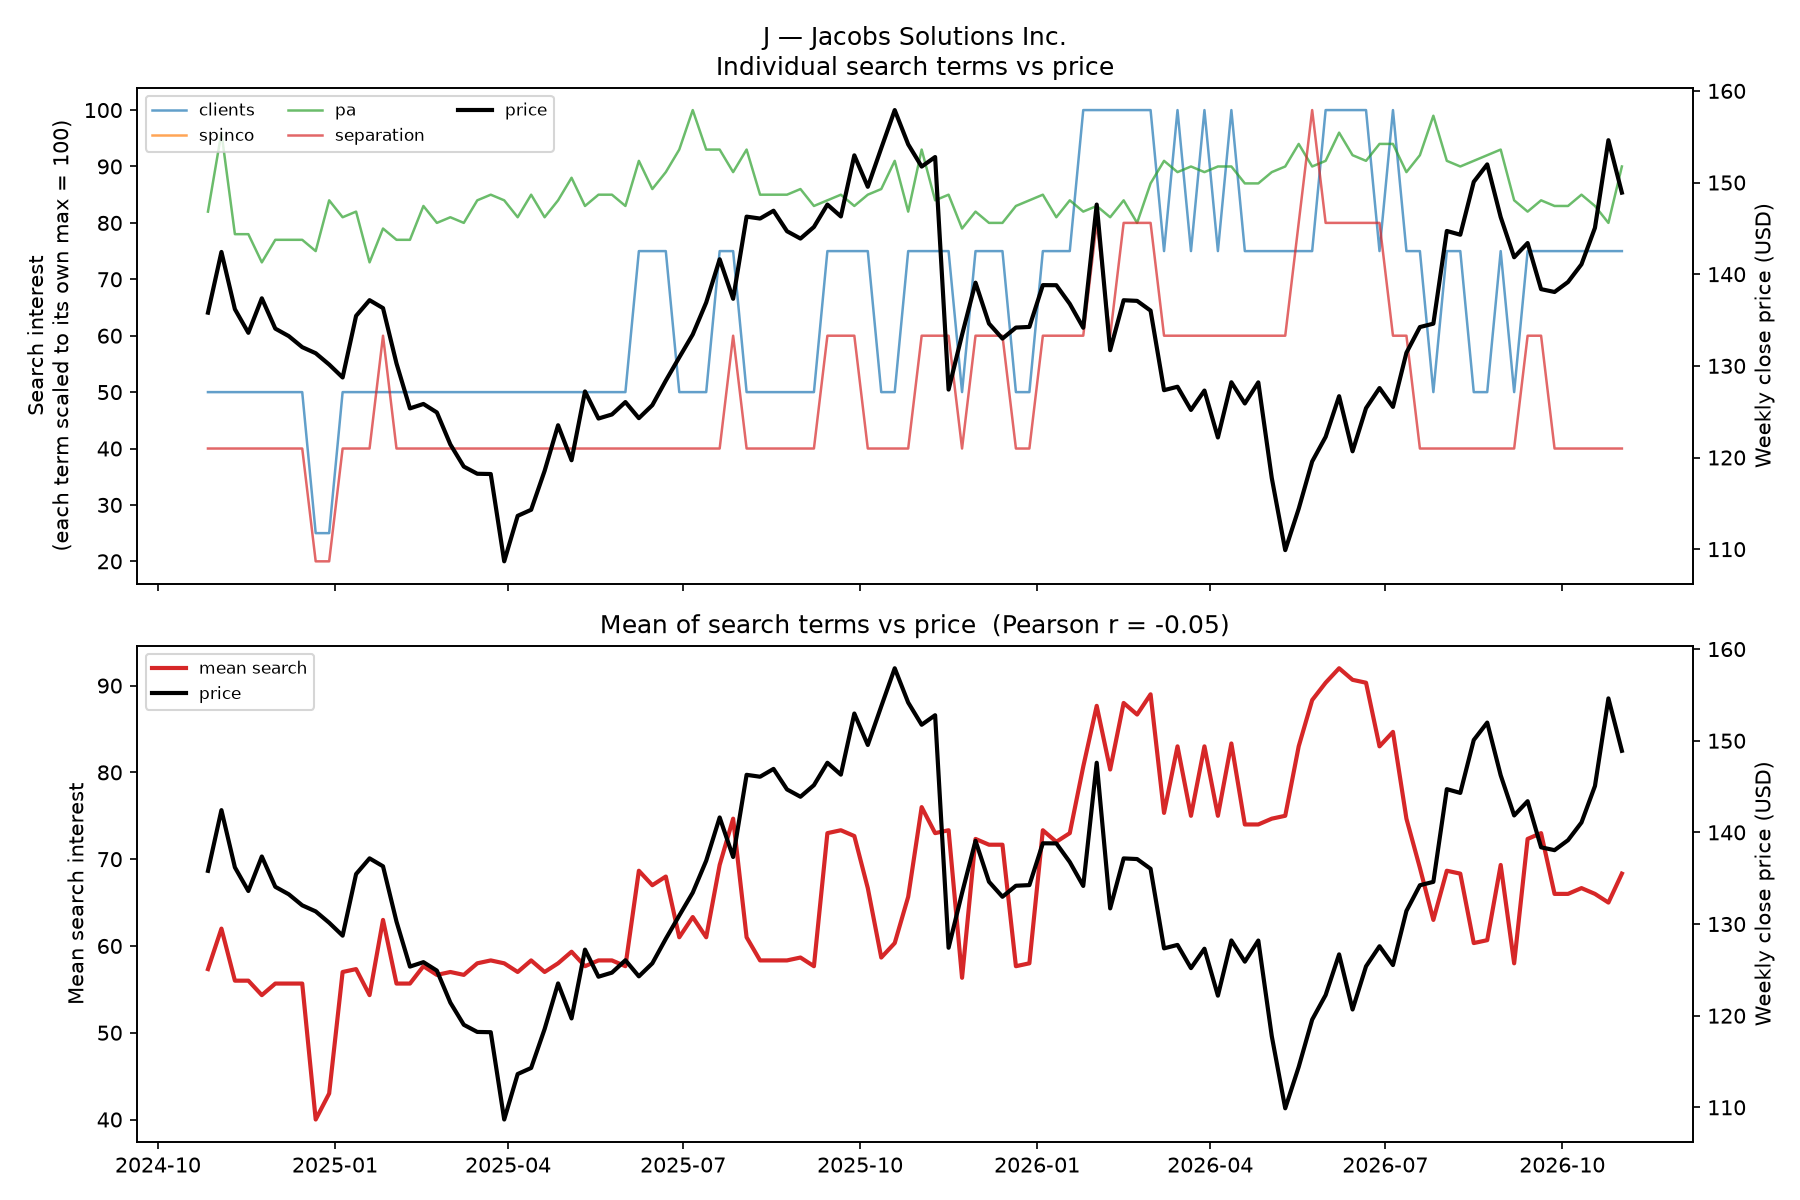 J — Jacobs Solutions Inc.
Individual search terms vs price
clients
spinco
pa
separation
price
Search interest
(each term scaled to its own max = 100)
100
90
80
70
60
50
40
30
20
160
150
140
130
120
110
Weekly close price (USD)
Mean of search terms vs price (Pearson r = -0.05)
mean search
price
Mean search interest
90
80
70
60
50
40
160
150
140
130
120
110
Weekly close price (USD)
2024-10
2025-01
2025-04
2025-07
2025-10
2026-01
2026-04
2026-07
2026-10